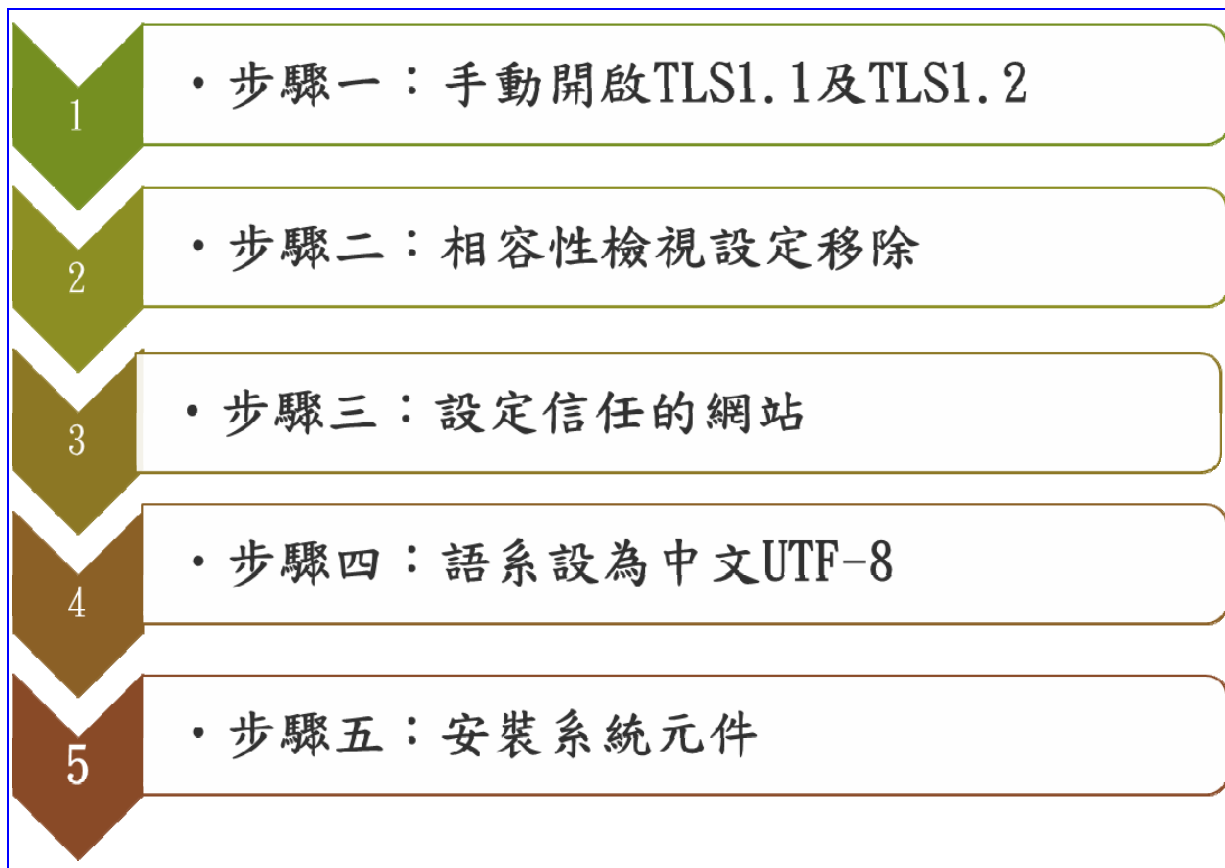 1
・步驟一：手動開啟TLS1.1及TLS1.2
2
・步驟二：相容性檢視設定移除
3
・步驟三：設定信任的網站
4
・步驟四：語系設為中文UTF-8
5
・步驟五：安裝系統元件